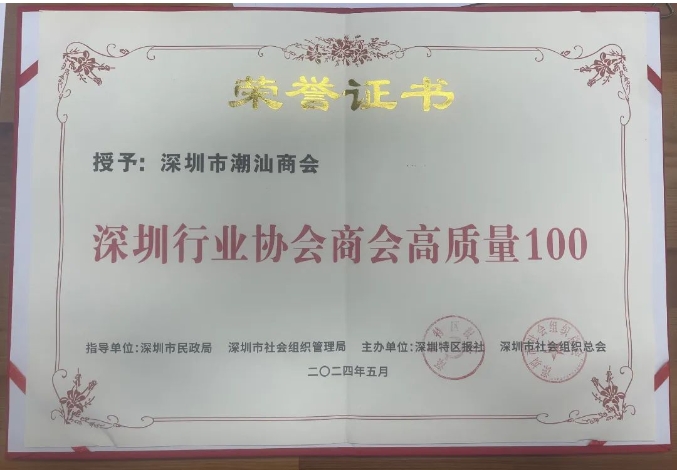 荣誉证书
授予：深圳市潮汕商会
深圳行业协会商会高质量100
指导单位:深圳市民政局 深圳市社会组织管理局 主办单位:深圳特区报社 深圳市社会组织总会
二〇二四年五月